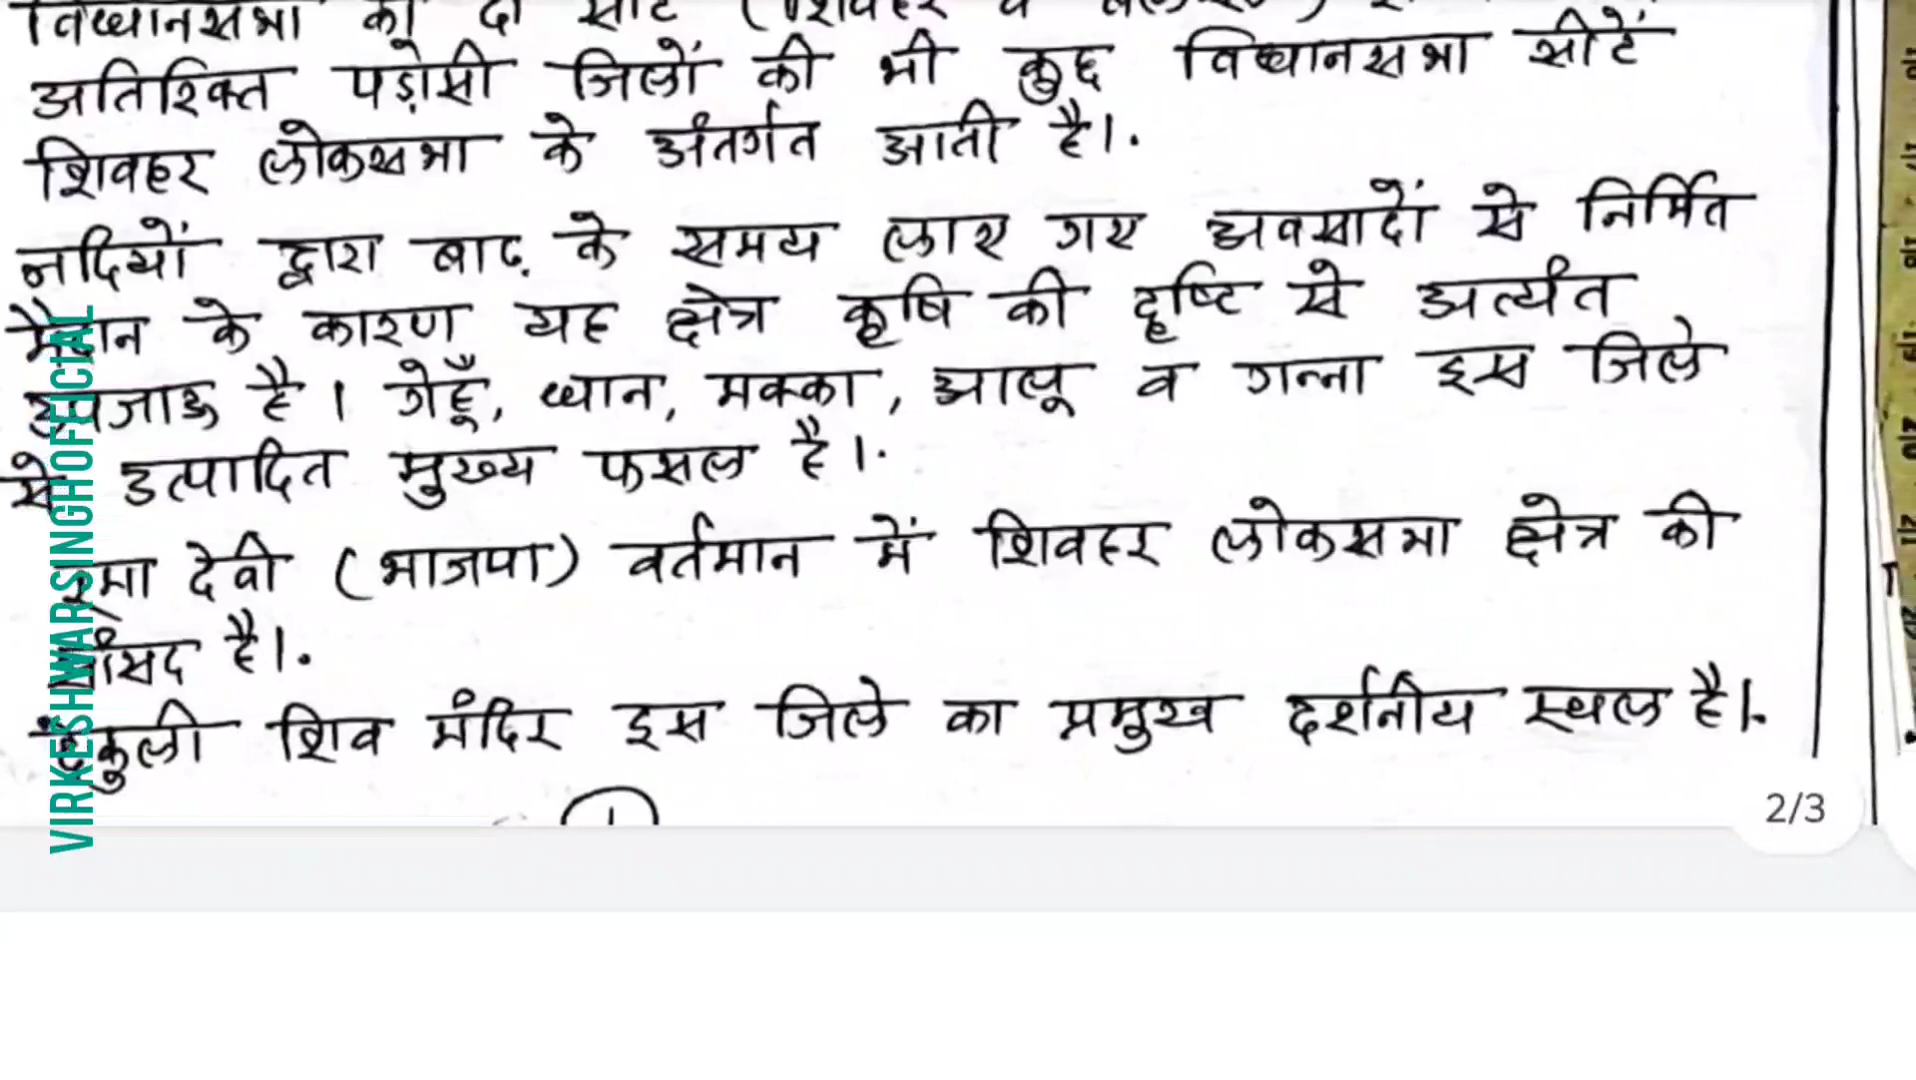 विधानसभा की दो सीटें (शिवहर व
अतिरिक्त पड़ोसी जिलों की भी कुछ विधानसभा सीटें
शिवहर लोकसभा के अंतर्गत आती है।.
नदियों द्वारा बाढ़ के समय लाए गए अवसादों से निर्मित
मैदान के कारण यह क्षेत्र कृषि की दृष्टि से अत्यंत
उपजाऊ है। गेहूँ, धान, मक्का, आलू व गन्ना इस जिले
से उत्पादित मुख्य फसल है।.
रमा देवी (भाजपा) वर्तमान में शिवहर लोकसभा क्षेत्र की
सांसद है।.
देकुली शिव मंदिर इस जिले का प्रमुख दर्शनीय स्थल है।.
2/3
VIRKESHWARSINGHOFFICIAL